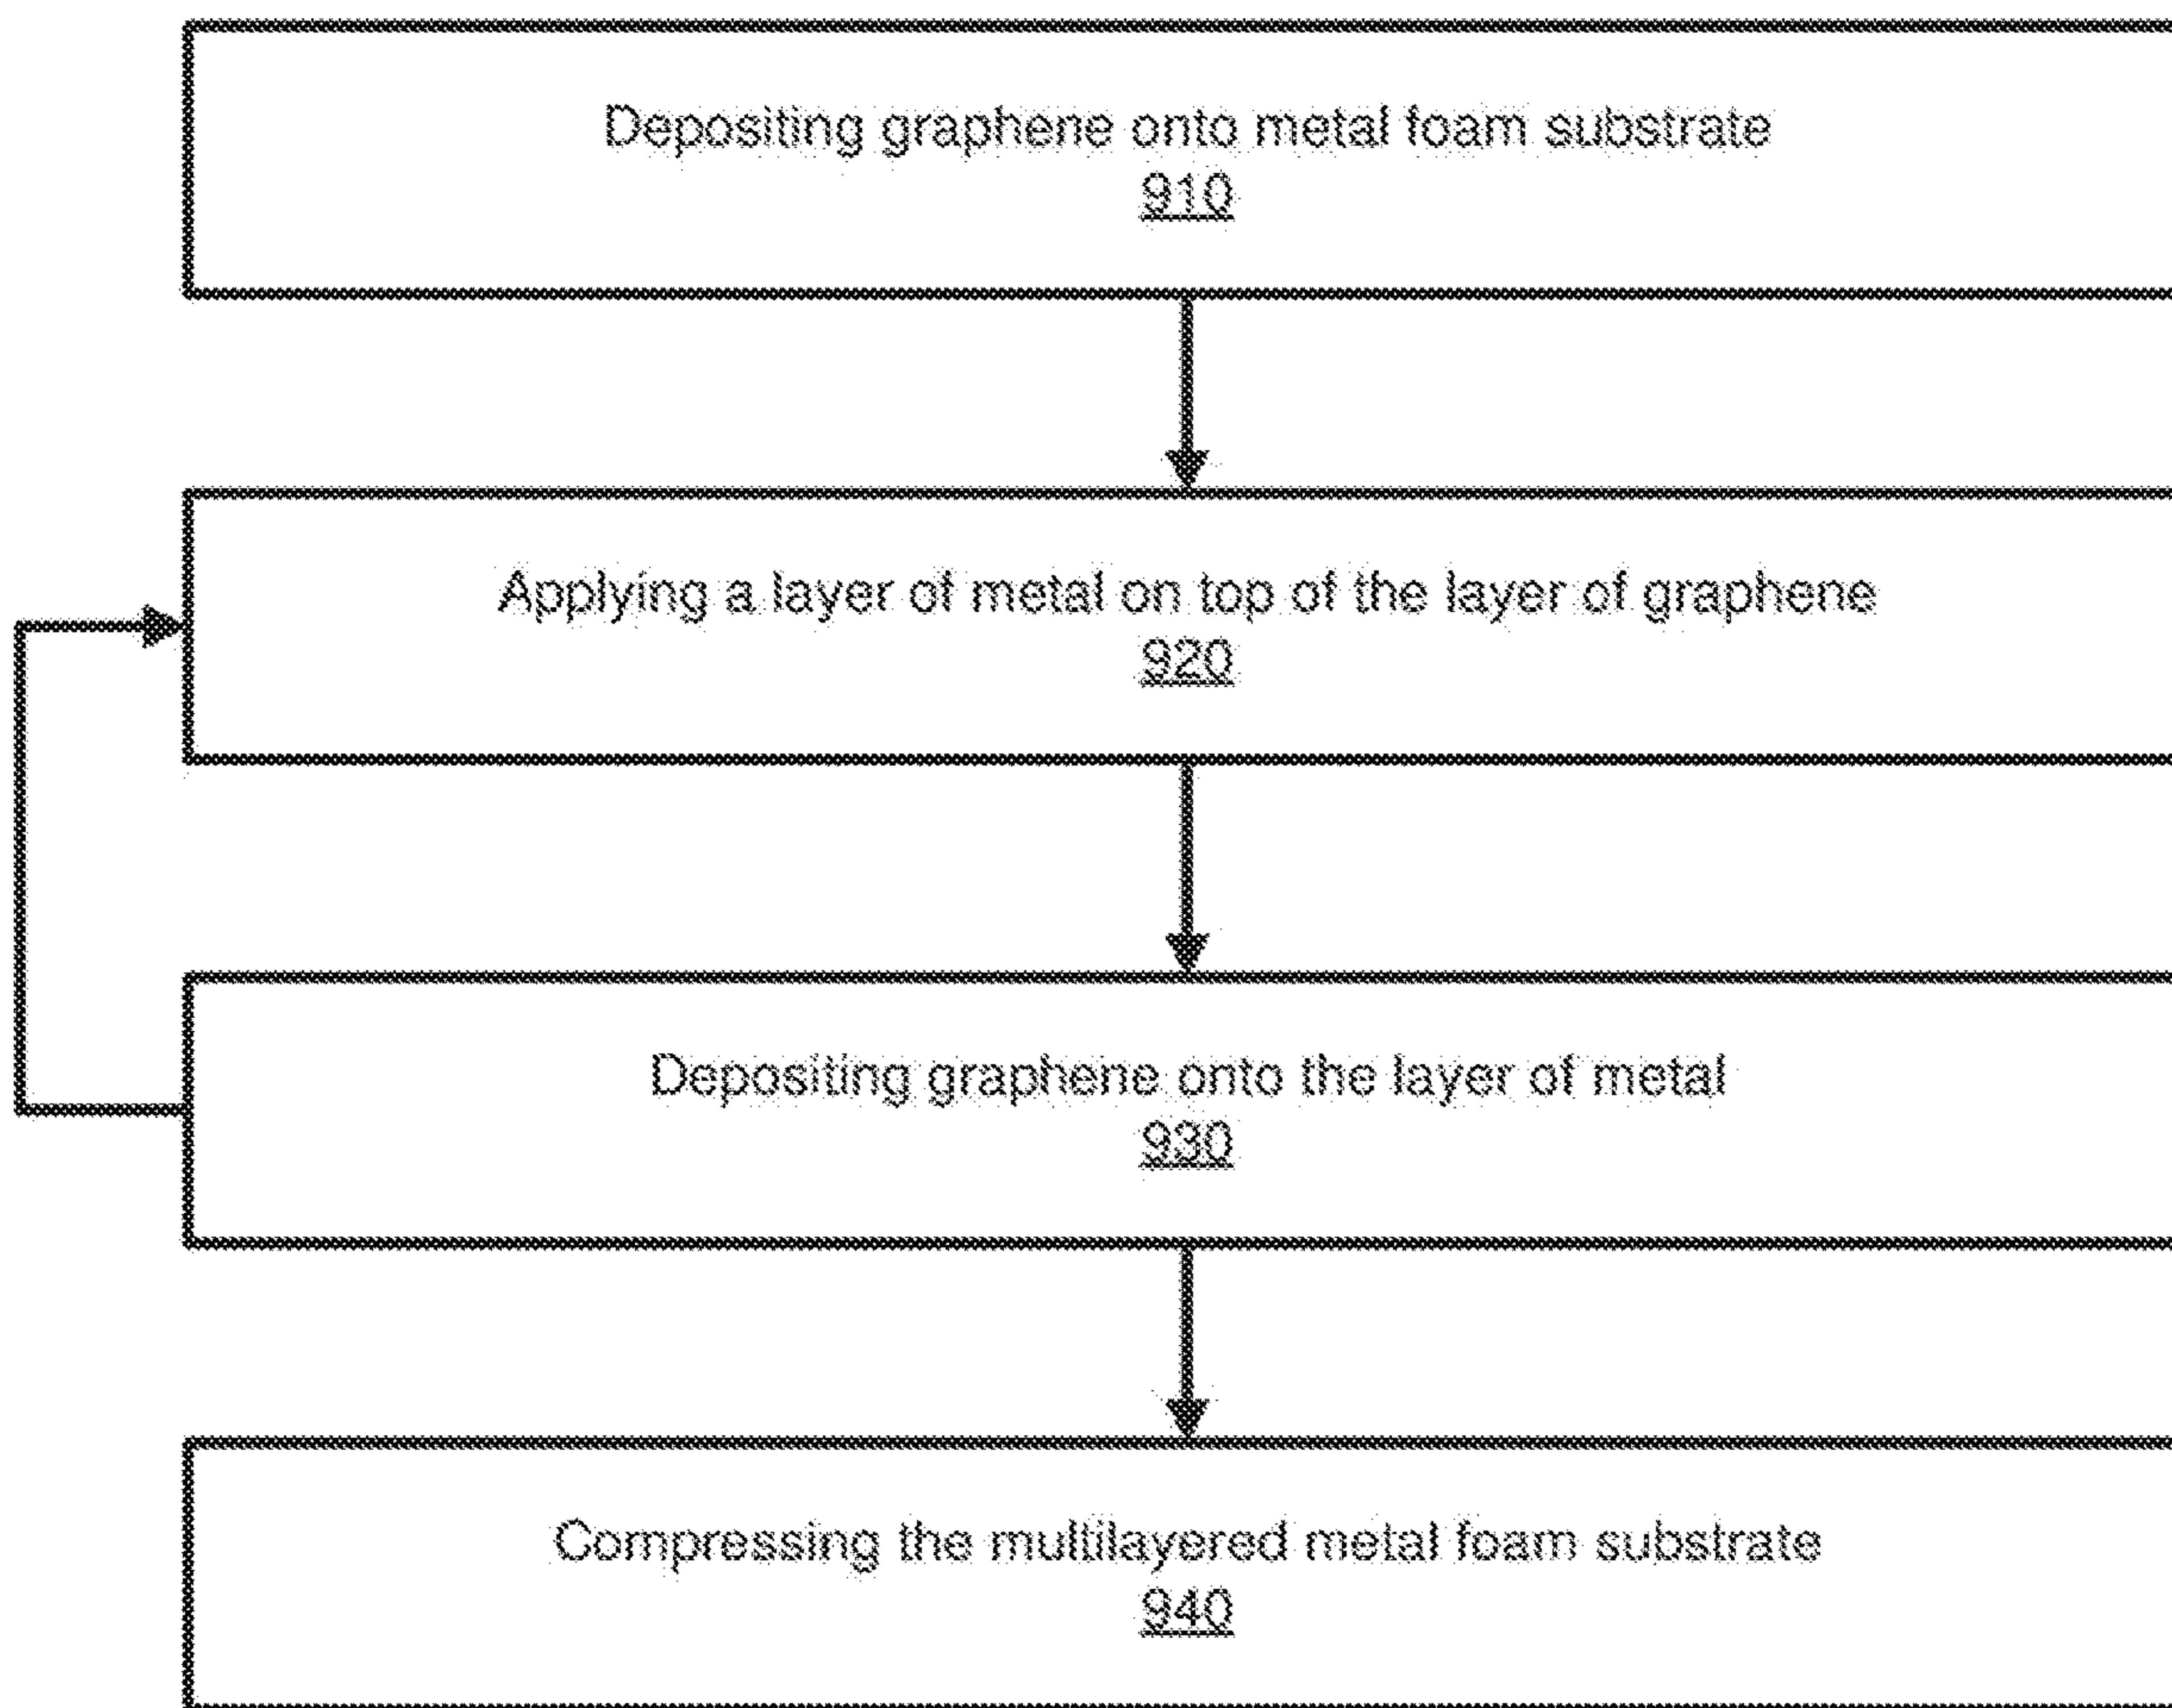 Depositing graphene onto metal foam substrate
910
Applying a layer of metal on top of the layer of graphene
920
Depositing graphene onto the layer of metal
930
Compressing the multilayered metal foam substrate
940